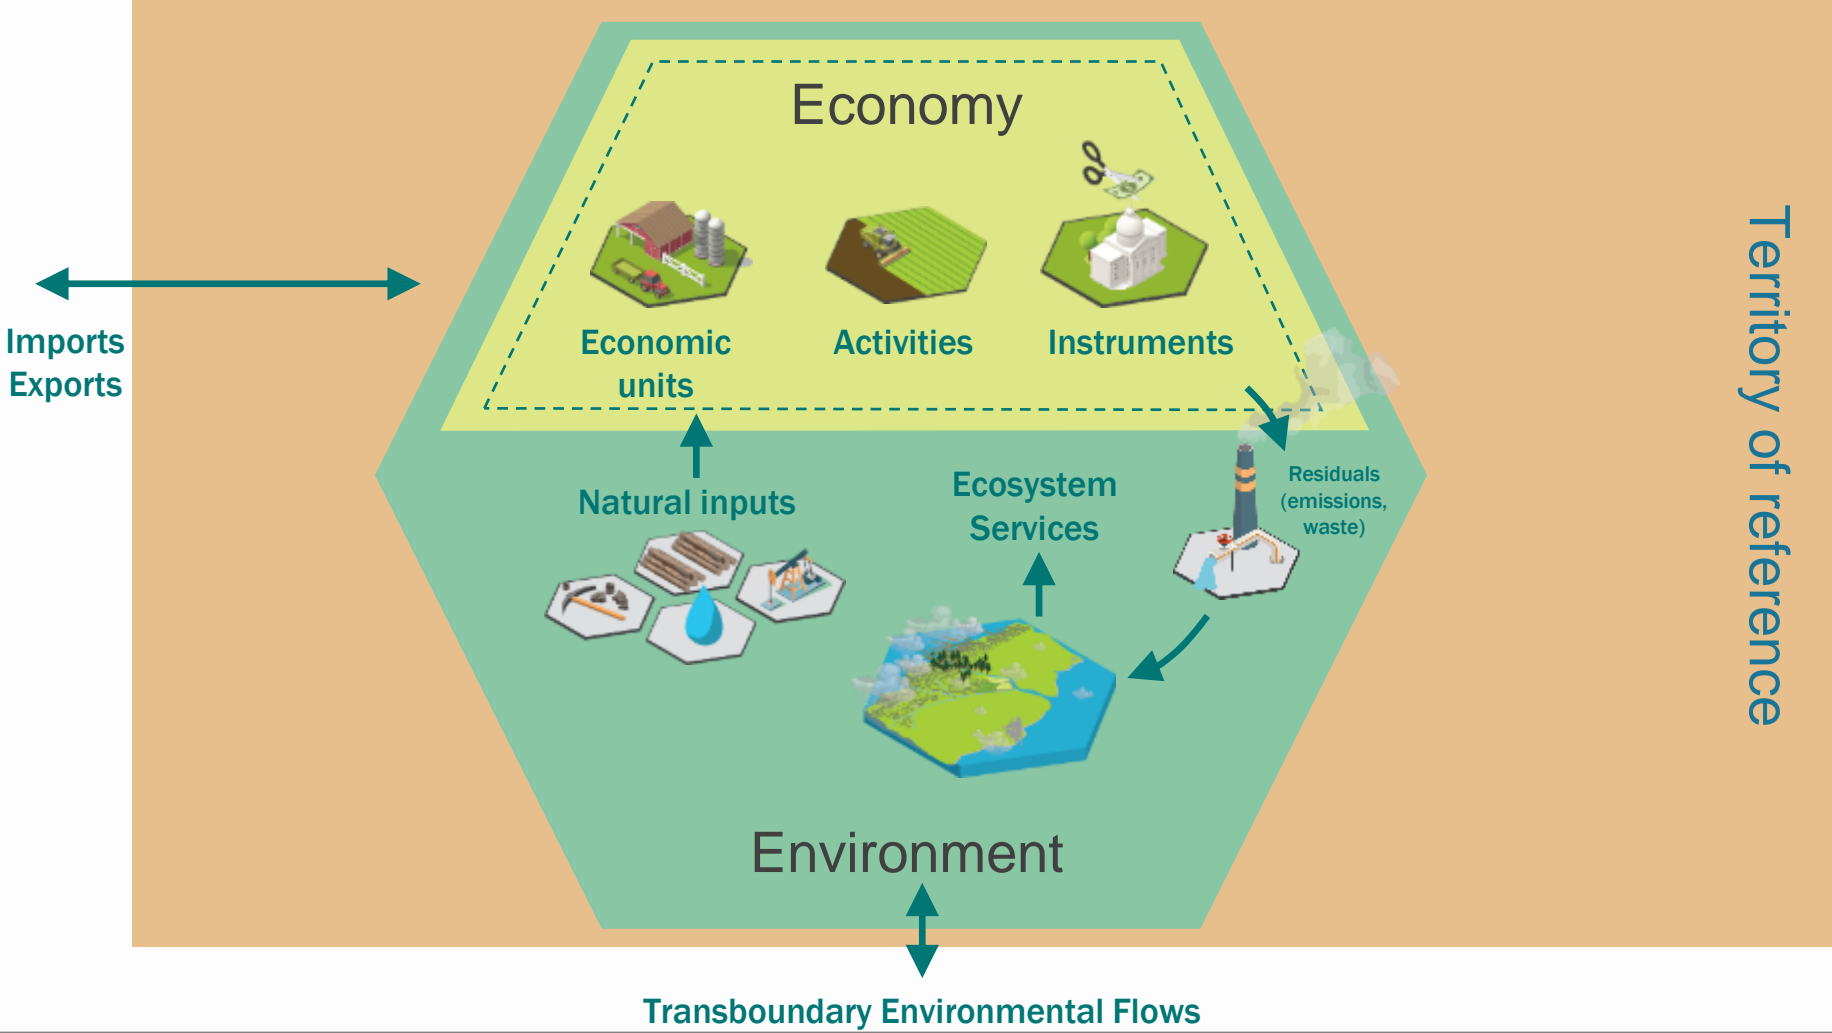 Economy
Economic
units
Activities
Instruments
Imports
Exports
Natural inputs
Ecosystem
Services
Residuals
(emissions,
waste)
Territory of reference
Environment
Transboundary Environmental Flows